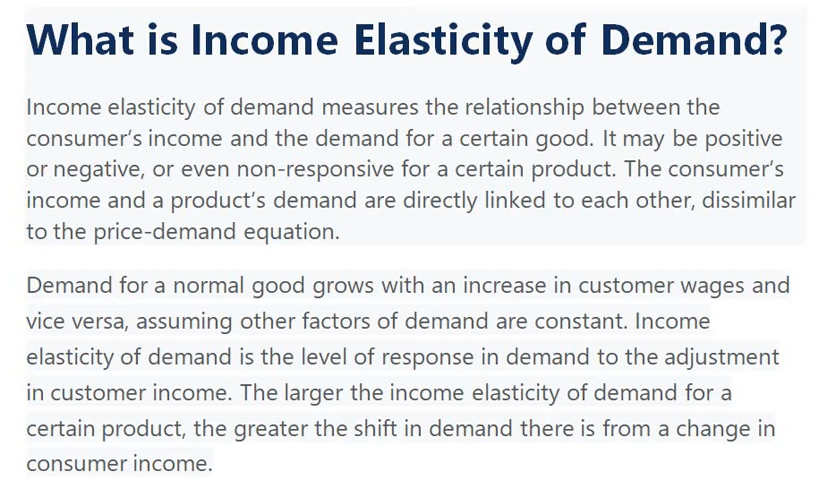 What is Income Elasticity of Demand?
Income elasticity of demand measures the relationship between the
consumer’s income and the demand for a certain good. It may be positive
or negative, or even non-responsive for a certain product. The consumer’s
income and a product’s demand are directly linked to each other, dissimilar
to the price-demand equation.
Demand for a normal good grows with an increase in customer wages and
vice versa, assuming other factors of demand are constant. Income
elasticity of demand is the level of response in demand to the adjustment
in customer income. The larger the income elasticity of demand for a
certain product, the greater the shift in demand there is from a change in
consumer income.